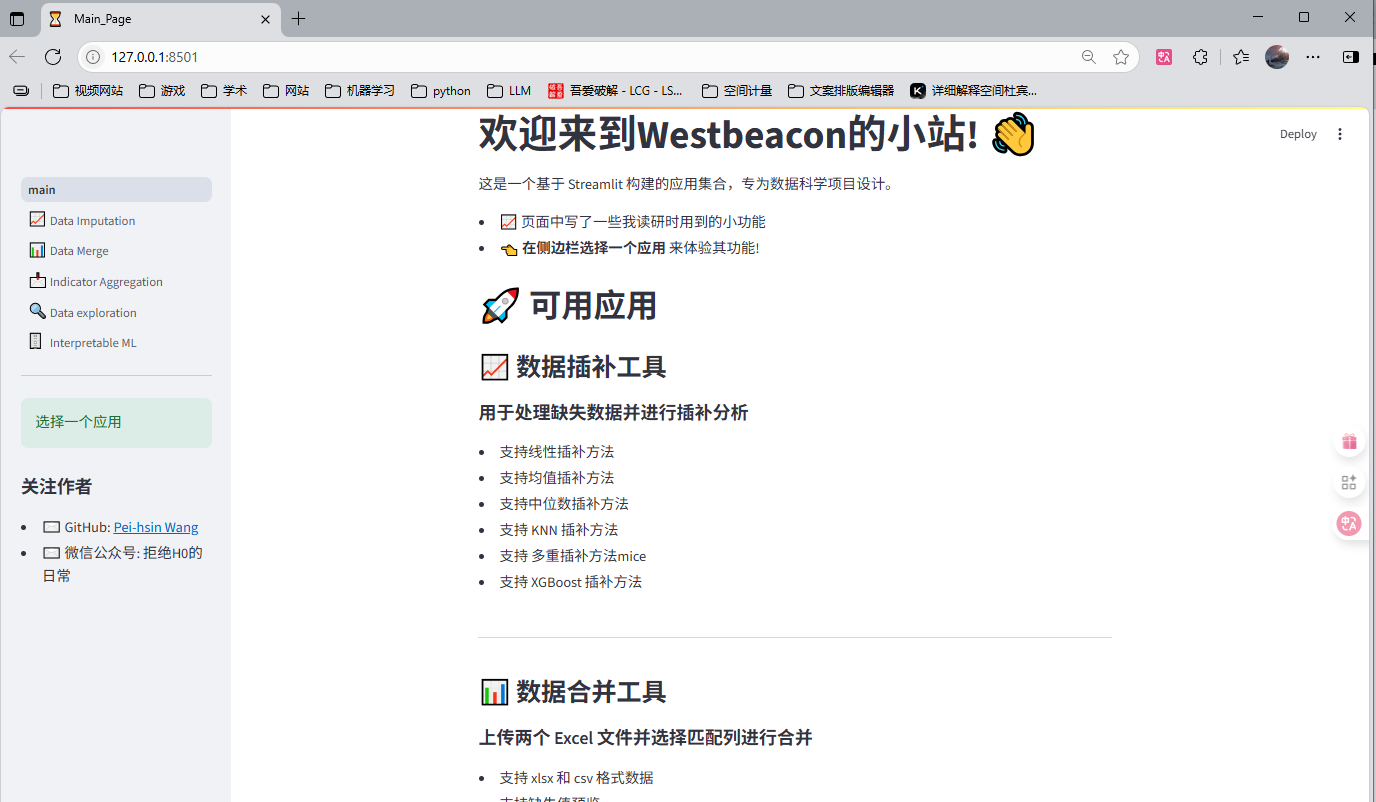 Main_Page
127.0.0.1:8501
视频网站
游戏
学术
网站
机器学习
python
LLM
吾爱破解 - LCG - LS...
空间计量
文案排版编辑器
详细解释空间杜宾...
Deploy
main
Data Imputation
Data Merge
Indicator Aggregation
Data exploration
Interpretable ML
选择一个应用
关注作者
GitHub: Pei-hsin Wang
微信公众号: 拒绝H0的
日常
欢迎来到Westbeacon的小站!
这是一个基于 Streamlit 构建的应用集合，专为数据科学项目设计。
页面中写了一些我读研时用到的小功能
在侧边栏选择一个应用 来体验其功能!
可用应用
数据插补工具
用于处理缺失数据并进行插补分析
支持线性插补方法
支持均值插补方法
支持中位数插补方法
支持 KNN 插补方法
支持 多重插补方法mice
支持 XGBoost 插补方法
数据合并工具
上传两个 Excel 文件并选择匹配列进行合并
支持 xlsx 和 csv 格式数据
支持缺失值预览